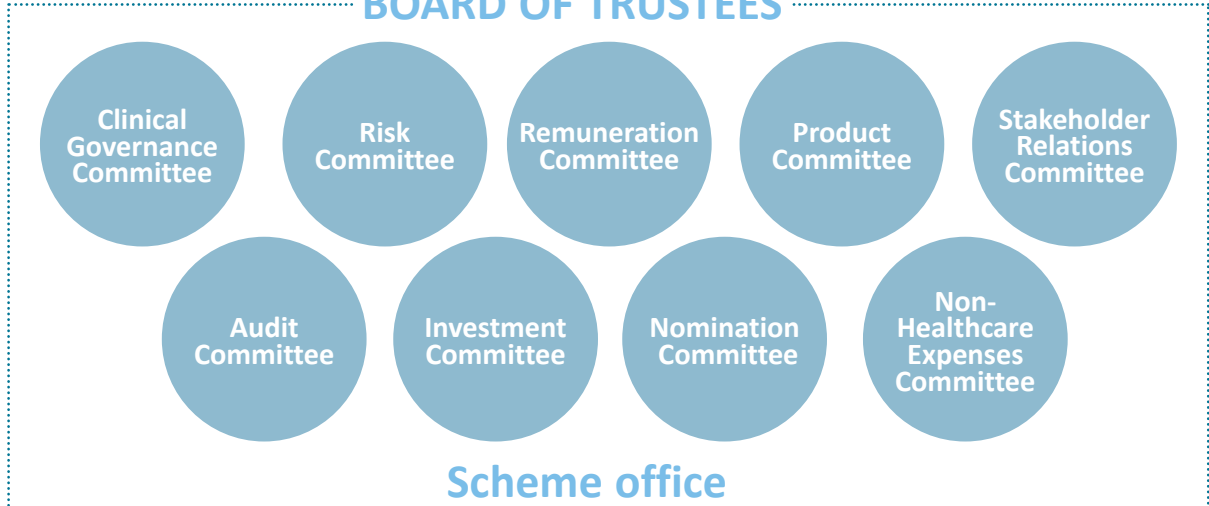 BOARD OF TRUSTEES
Clinical
Governance
Committee
Risk
Committee
Remuneration
Committee
Product
Committee
Stakeholder
Relations
Committee
Audit
Committee
Investment
Committee
Nomination
Committee
Non-
Healthcare
Expenses
Committee
Scheme office